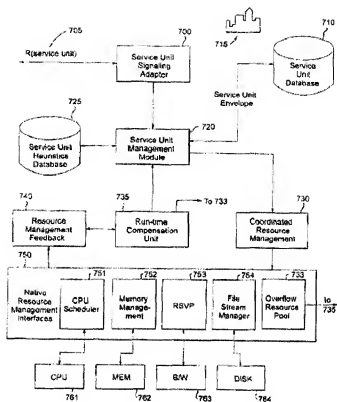 705
R(service unit)
700
Service Unit
Signaling
Adapter
715
710
Service
Unit
Database
Service Unit
Envelope
725
Service Unit
Heuristics
Database
720
Service Unit
Management
Module
740
Resource
Management
Feedback
735
Run-time
Compensation
Unit
To 733
730
Coordinated
Resource
Management
750
Native
Resource
Management
Interfaces
751
CPU
Scheduler
752
Memory
Manage-
ment
753
RSVP
754
File
Stream
Manager
733
Overflow
Resource
Pool
to
735
CPU
761
MEM
762
B/W
763
DISK
764